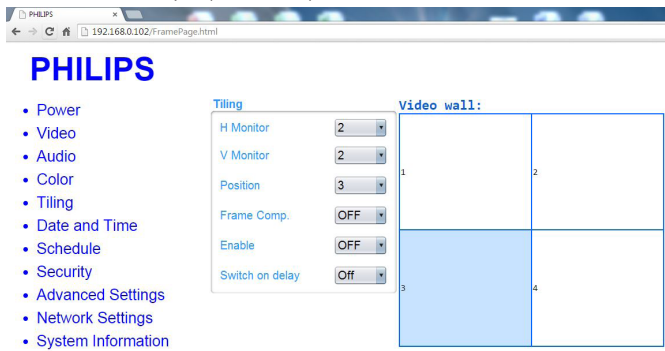 PHILIPS
192.168.0.102/FramePage.html
PHILIPS
Power
Video
Audio
Color
Tiling
Date and Time
Schedule
Security
Advanced Settings
Network Settings
System Information
Tiling
H Monitor 2
V Monitor 2
Position 3
Frame Comp. OFF
Enable OFF
Switch on delay Off
Video wall:
1 2
3 4